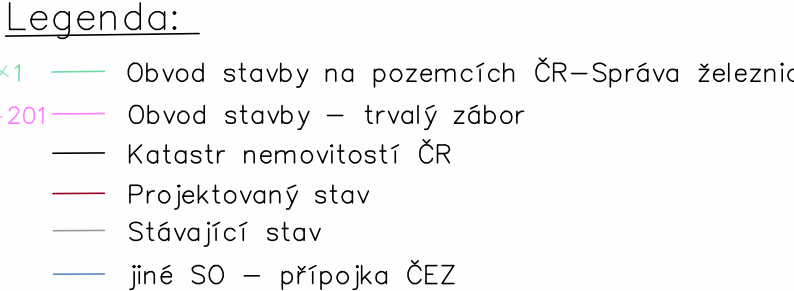 Legenda:
×1 Obvod stavby na pozemcích ČR–Správa
201 Obvod stavby – trvalý zábor
Katastr nemovitostí ČR
Projektovaný stav
Stávající stav
jiné SO – přípojka ČEZ